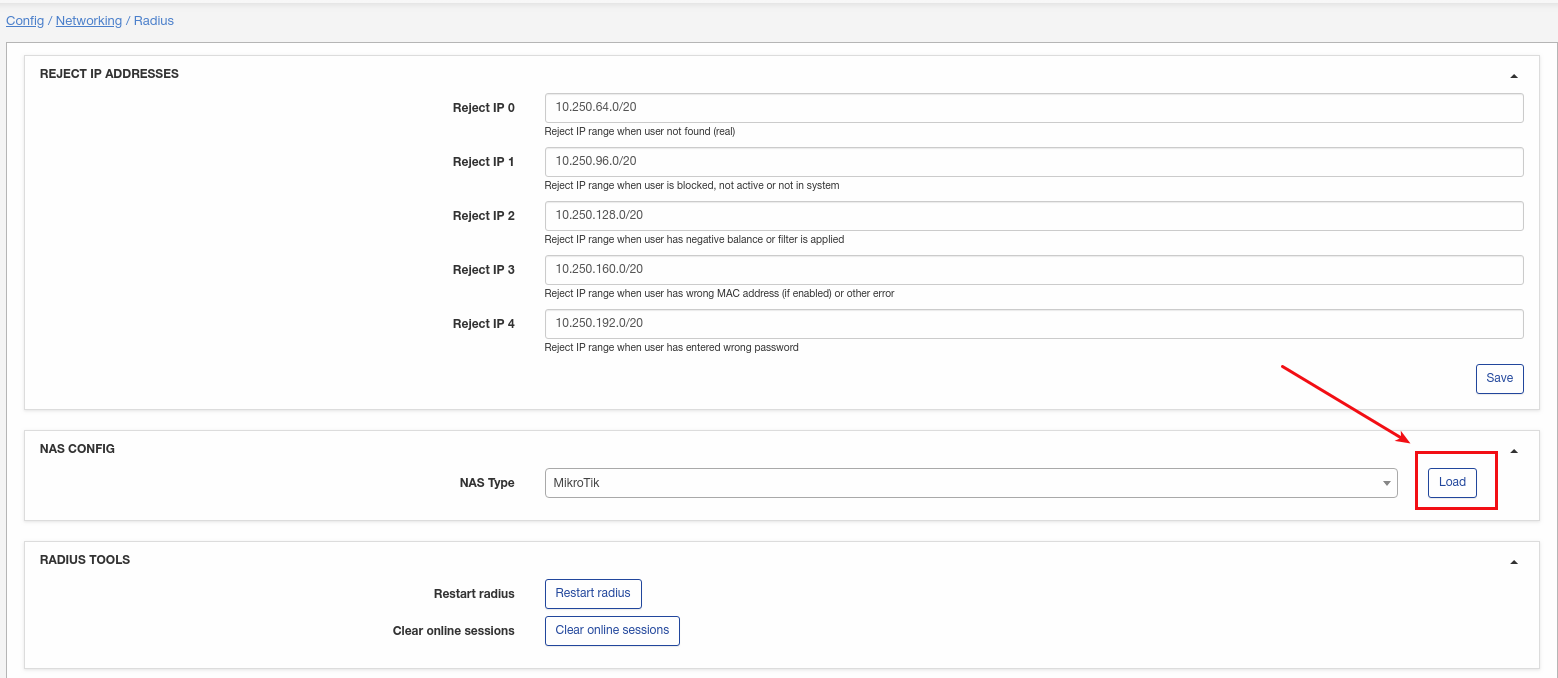 Config / Networking / Radius
REJECT IP ADDRESSES
Reject IP 0 10.250.64.0/20
Reject IP range when user not found (real)
Reject IP 1 10.250.96.0/20
Reject IP range when user is blocked, not active or not in system
Reject IP 2 10.250.128.0/20
Reject IP range when user has negative balance or filter is applied
Reject IP 3 10.250.160.0/20
Reject IP range when user has wrong MAC address (if enabled) or other error
Reject IP 4 10.250.192.0/20
Reject IP range when user has entered wrong password
Save
NAS CONFIG
NAS Type MikroTik Load
RADIUS TOOLS
Restart radius Restart radius
Clear online sessions Clear online sessions